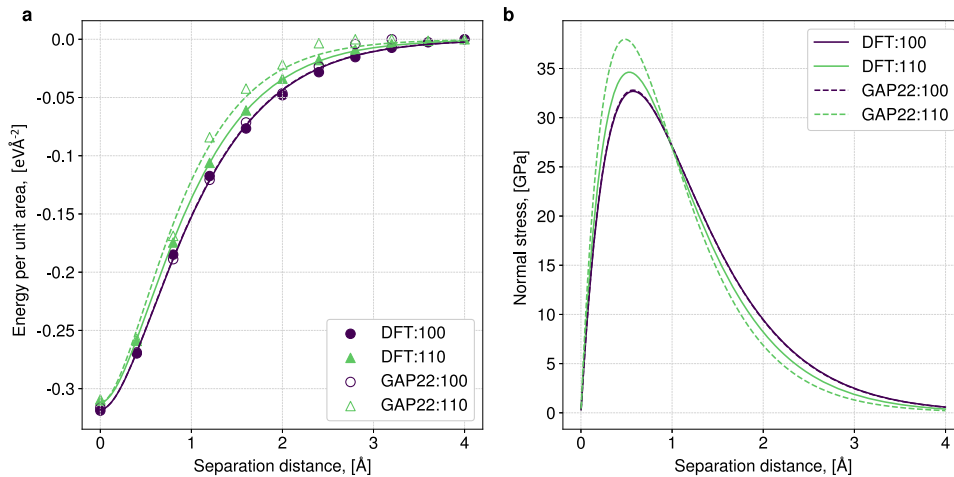 a
0.0
-0.05
-0.1
-0.15
-0.2
-0.25
-0.3
Energy per unit area, [eVÅ⁻²]
0
1
2
3
4
Separation distance, [Å]
DFT:100
DFT:110
GAP22:100
GAP22:110
b
35
30
25
20
15
10
5
0
Normal stress, [GPa]
0
1
2
3
4
Separation distance, [Å]
DFT:100
DFT:110
GAP22:100
GAP22:110